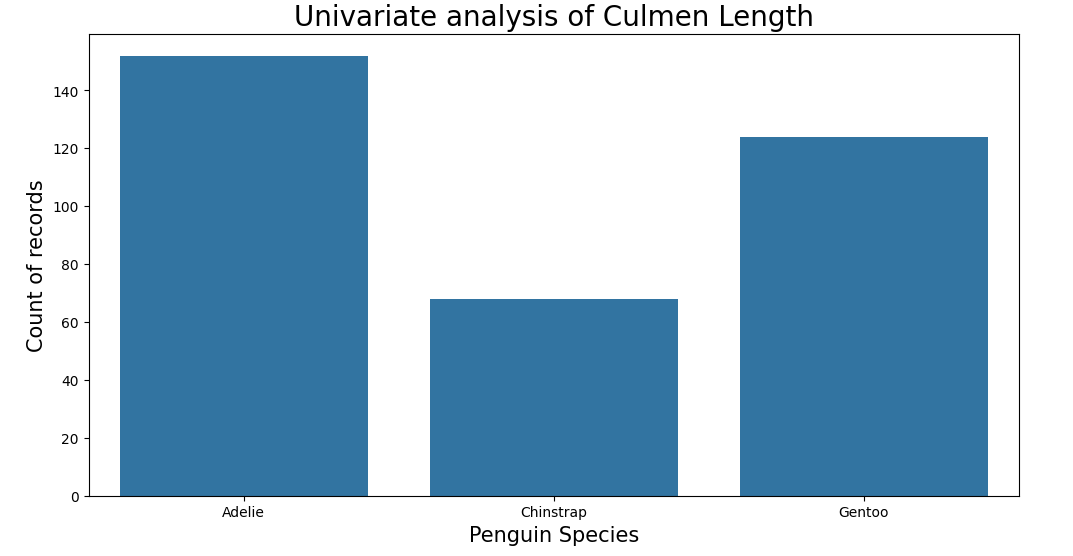 Univariate analysis of Culmen Length
Count of records
140
120
100
80
60
40
20
0
Adelie Chinstrap Gentoo
Penguin Species